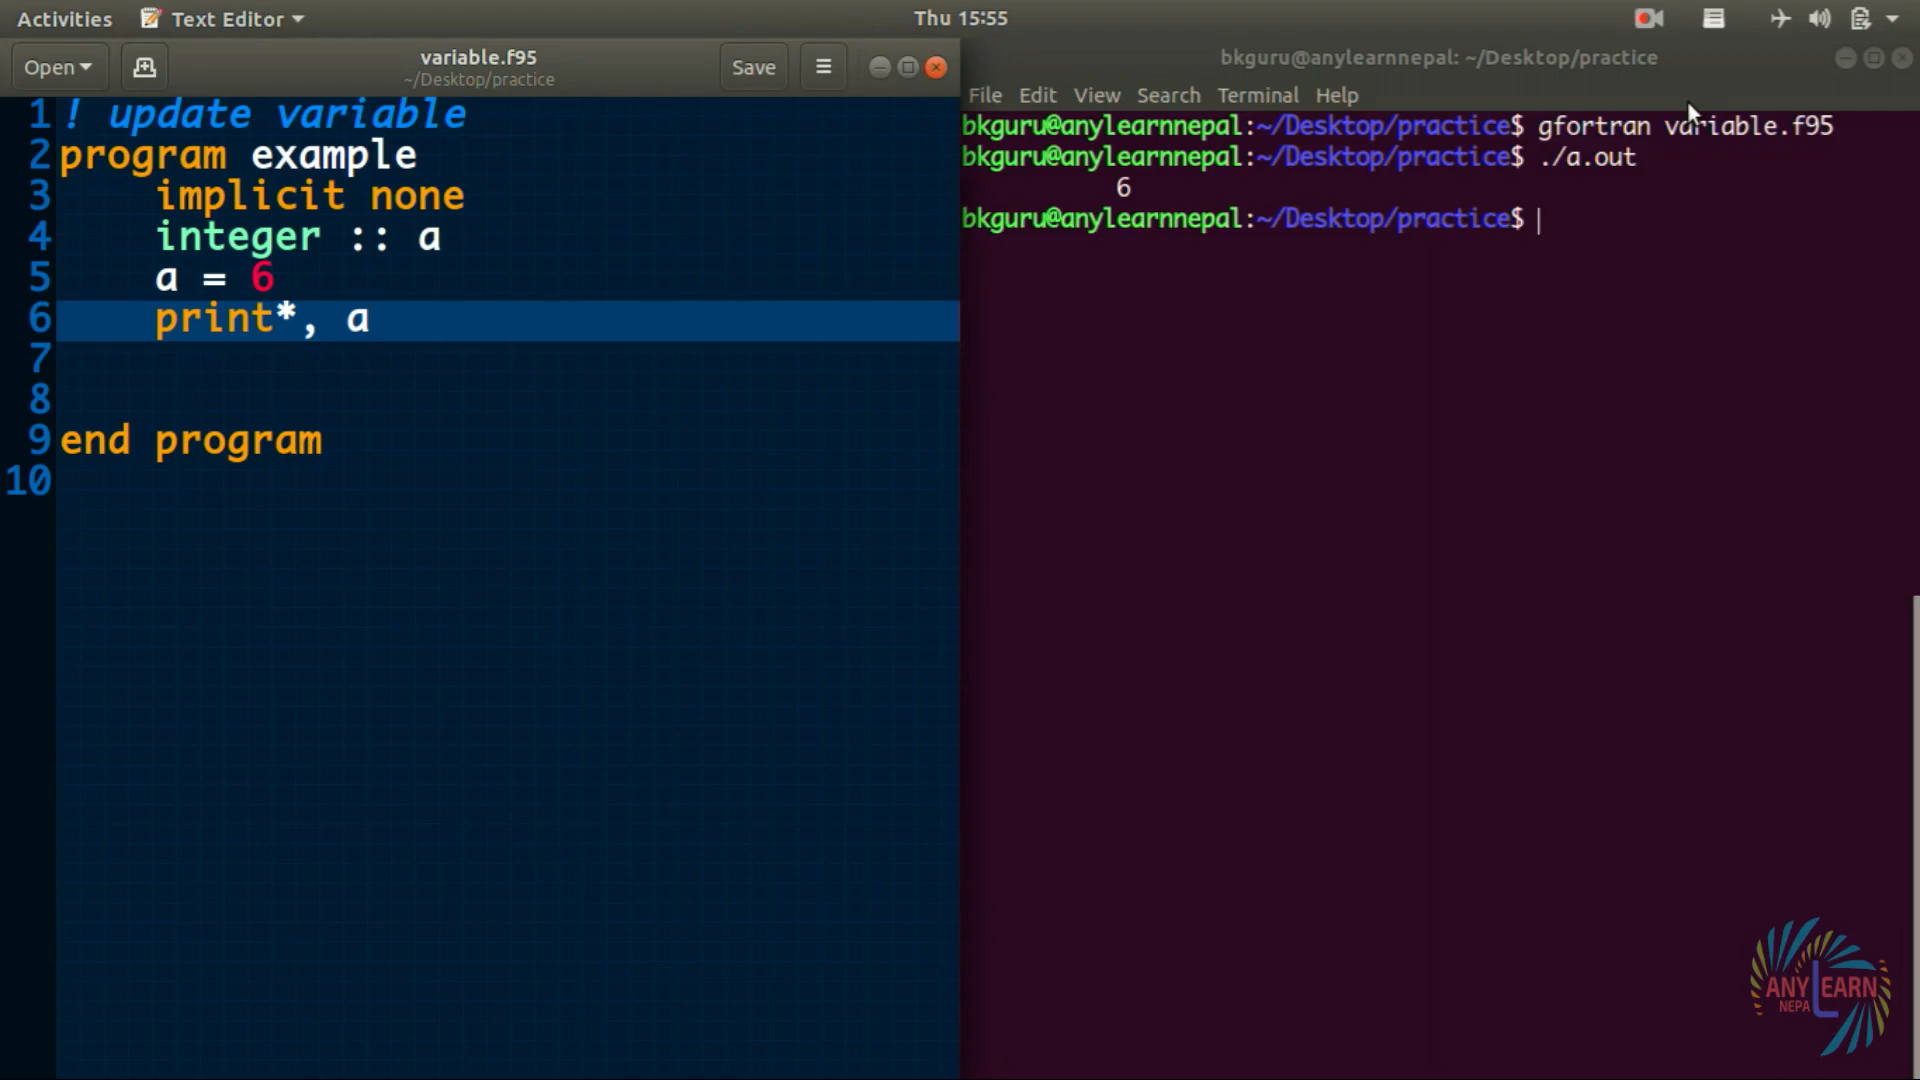 Activities Text Editor Thu 15:55
Open variable.f95 Save
~/Desktop/practice
1 ! update variable
2 program example
3     implicit none
4     integer :: a
5     a = 6
6     print*, a
7
8
9 end program
10
bkguru@anylearnnepal: ~/Desktop/practice
File Edit View Search Terminal Help
bkguru@anylearnnepal:~/Desktop/practice$ gfortran variable.f95
bkguru@anylearnnepal:~/Desktop/practice$ ./a.out
6
bkguru@anylearnnepal:~/Desktop/practice$
ANY LEARN
NEPAL